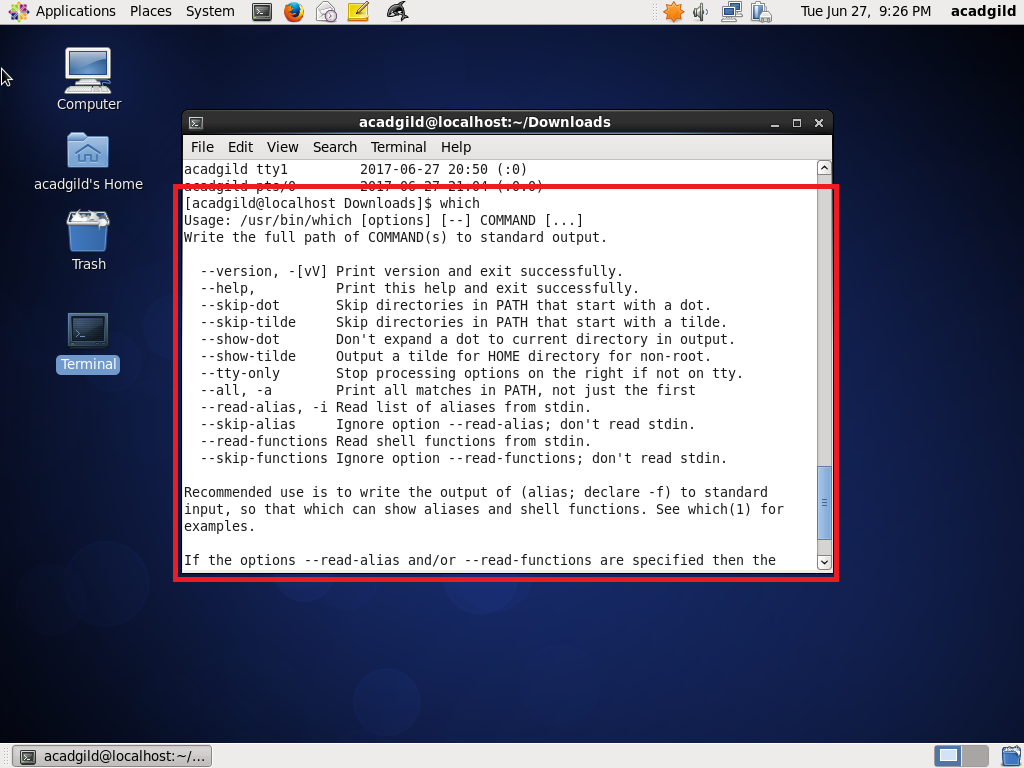 Applications Places System Tue Jun 27, 9:26 PM acadgild
Computer
acadgild's Home
Trash
Terminal
acadgild@localhost:~/Downloads
File Edit View Search Terminal Help
acadgild tty1 2017-06-27 20:50 (:0)
acadgild pts/0 2017-06-27 21:04 (:0.0)
[acadgild@localhost Downloads]$ which
Usage: /usr/bin/which [options] [--] COMMAND [...]
Write the full path of COMMAND(s) to standard output.
--version, -[vV] Print version and exit successfully.
--help, Print this help and exit successfully.
--skip-dot Skip directories in PATH that start with a dot.
--skip-tilde Skip directories in PATH that start with a tilde.
--show-dot Don't expand a dot to current directory in output.
--show-tilde Output a tilde for HOME directory for non-root.
--tty-only Stop processing options on the right if not on tty.
--all, -a Print all matches in PATH, not just the first
--read-alias, -i Read list of aliases from stdin.
--skip-alias Ignore option --read-alias; don't read stdin.
--read-functions Read shell functions from stdin.
--skip-functions Ignore option --read-functions; don't read stdin.
Recommended use is to write the output of (alias; declare -f) to standard
input, so that which can show aliases and shell functions. See which(1) for
examples.
If the options --read-alias and/or --read-functions are specified then the
acadgild@localhost:~/...